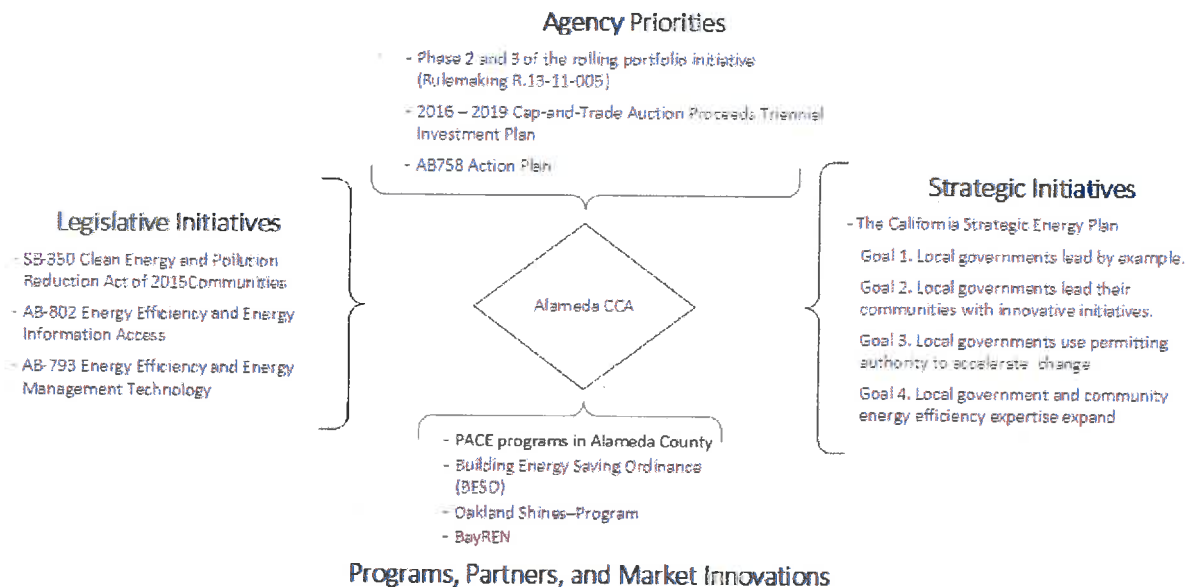 Agency Priorities
- Phase 2 and 3 of the rolling portfolio initiative
(Rulemaking R.13-11-005)
- 2016 – 2019 Cap-and-Trade Auction Proceeds Triennial
Investment Plan
- AB758 Action Plan
Legislative Initiatives
- SB-350 Clean Energy and Pollution
Reduction Act of 2015Communities
- AB-802 Energy Efficiency and Energy
Information Access
- AB-793 Energy Efficiency and Energy
Management Technology
Alameda CCA
Strategic Initiatives
- The California Strategic Energy Plan
Goal 1. Local governments lead by example.
Goal 2. Local governments lead their
communities with innovative initiatives.
Goal 3. Local governments use permitting
authority to accelerate change
Goal 4. Local government and community
energy efficiency expertise expand
- PACE programs in Alameda County
- Building Energy Saving Ordinance
(BESO)
- Oakland Shines–Program
- BayREN
Programs, Partners, and Market Innovations